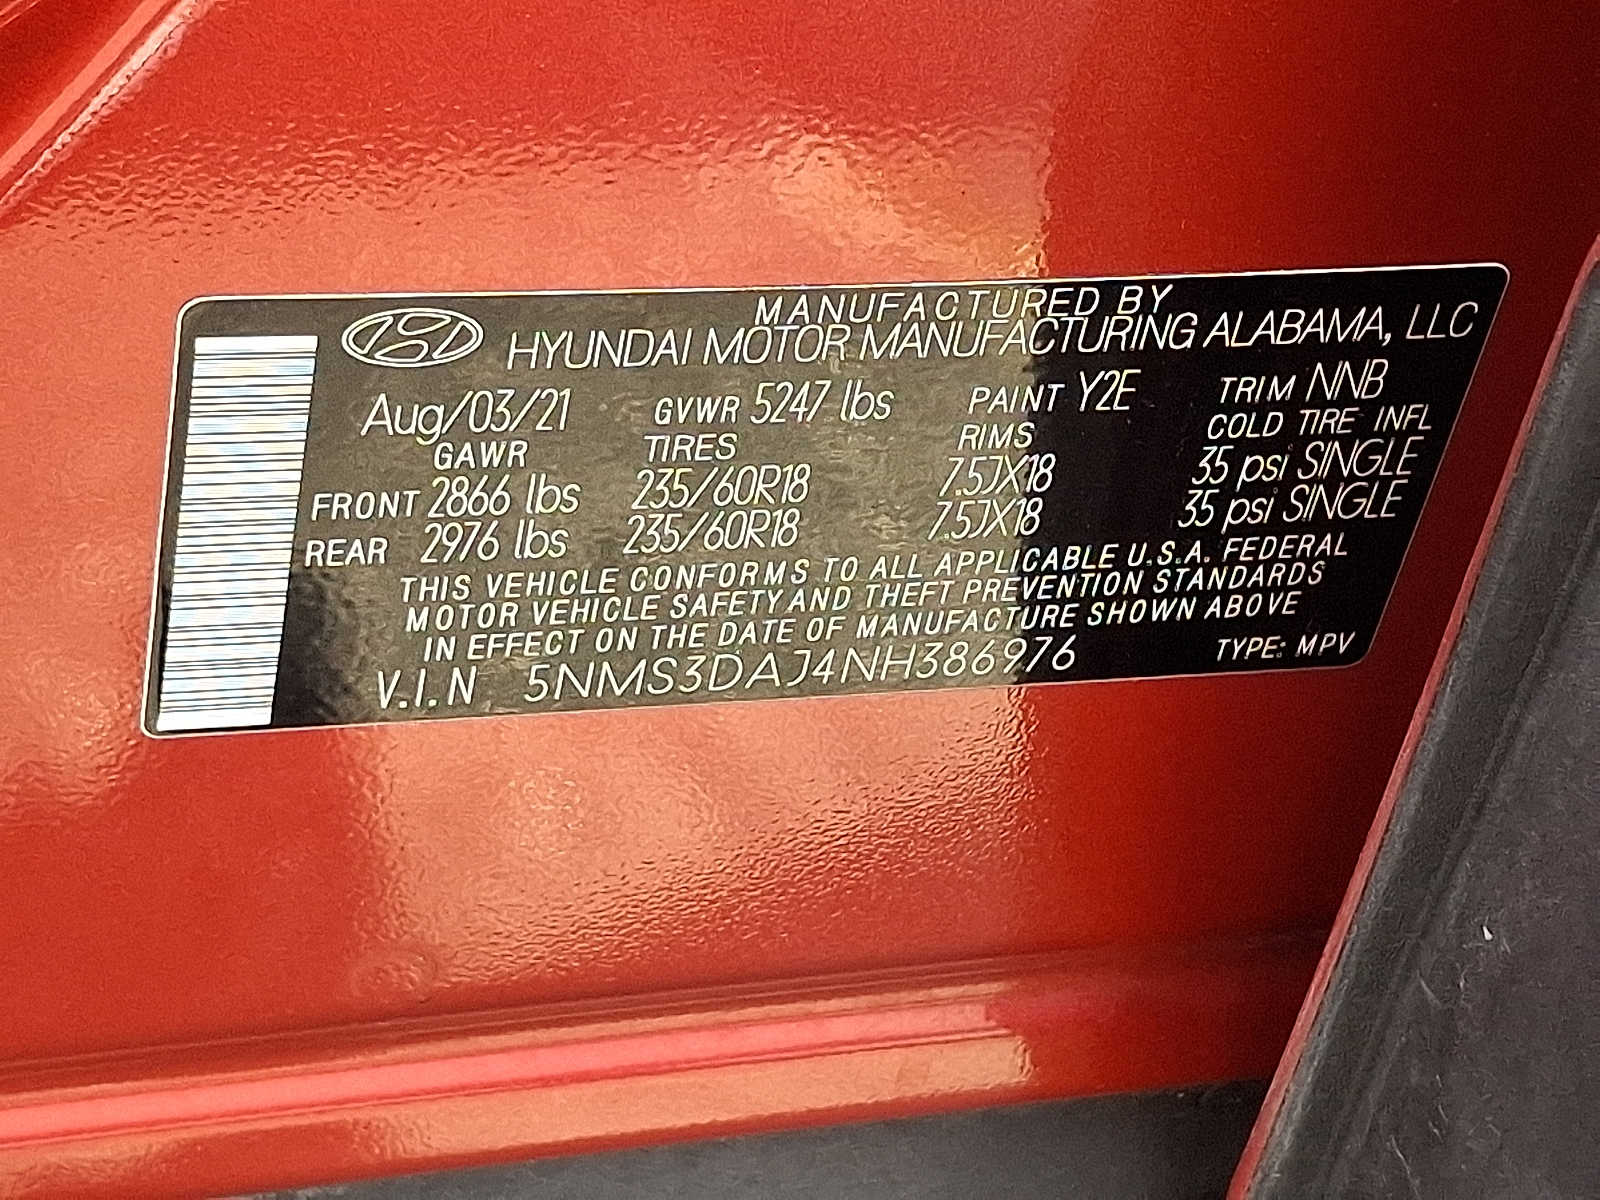 MANUFACTURED BY
HYUNDAI MOTOR MANUFACTURING ALABAMA, LLC
Aug/03/21 GVWR 5247 lbs PAINT Y2E TRIM NNB
GAWR TIRES RIMS COLD TIRE INFL
FRONT 2866 lbs 235/60R18 7.5JX18 35 psi SINGLE
REAR 2976 lbs 235/60R18 7.5JX18 35 psi SINGLE
THIS VEHICLE CONFORMS TO ALL APPLICABLE U.S.A. FEDERAL
MOTOR VEHICLE SAFETY AND THEFT PREVENTION STANDARDS
IN EFFECT ON THE DATE OF MANUFACTURE SHOWN ABOVE
V.I.N 5NMS3DAJ4NH386976 TYPE: MPV